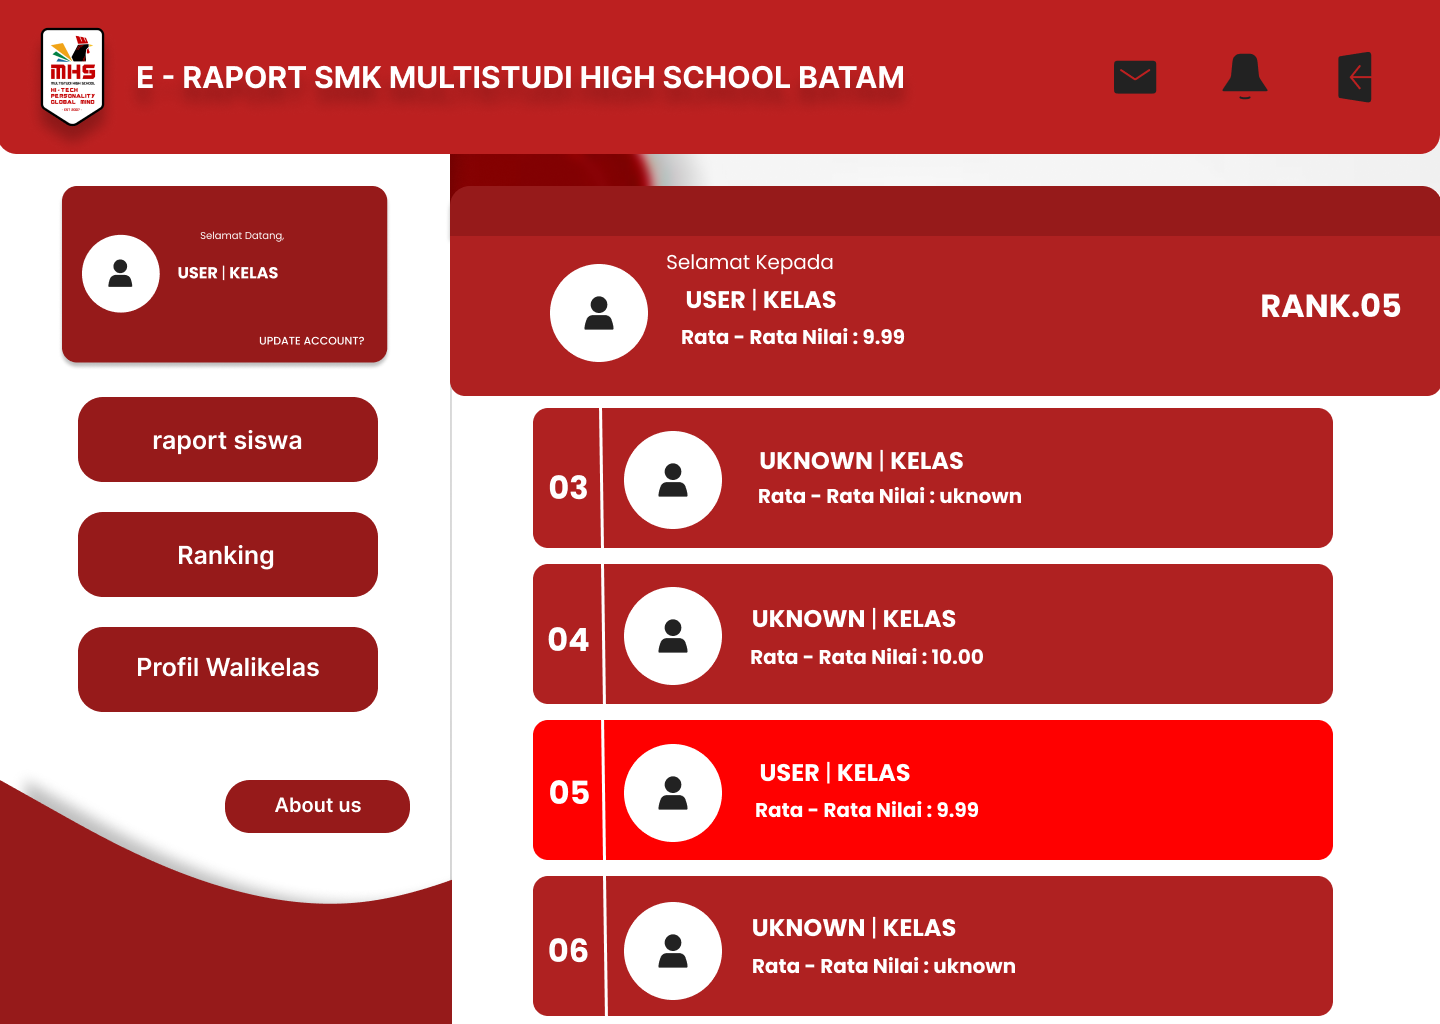 MHS
MULTISTUDI HIGH SCHOOL
HI-TECH
PERSONALITY
GLOBAL MIND
EST 2007
E - RAPORT SMK MULTISTUDI HIGH SCHOOL BATAM
Selamat Datang,
USER | KELAS
UPDATE ACCOUNT?
raport siswa
Ranking
Profil Walikelas
About us
Selamat Kepada
USER | KELAS
Rata - Rata Nilai : 9.99
RANK.05
03
UKNOWN | KELAS
Rata - Rata Nilai : uknown
04
UKNOWN | KELAS
Rata - Rata Nilai : 10.00
05
USER | KELAS
Rata - Rata Nilai : 9.99
06
UKNOWN | KELAS
Rata - Rata Nilai : uknown